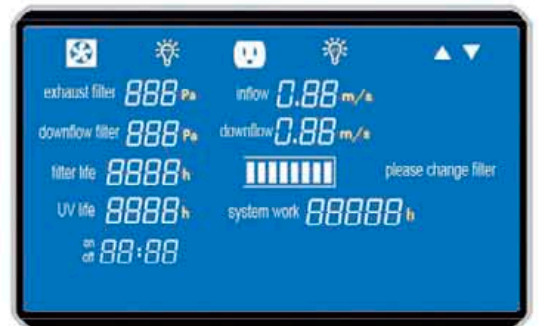 exhaust filter 888 Pa inflow 0.88 m/s
downflow filter 888 Pa downflow 0.88 m/s
filter life 8888 h please change filter
UV life 8888 h system work 88888 h
on
off 88:88